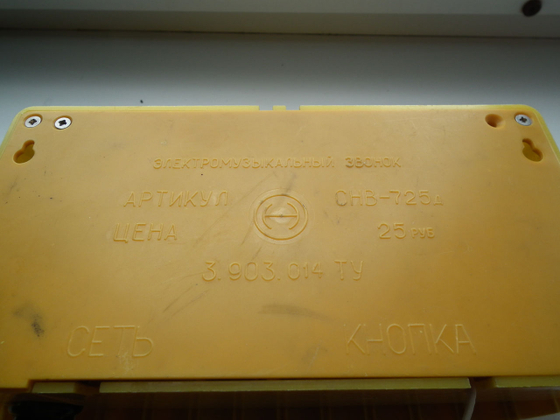 ЭЛЕКТРОМУЗЫКАЛЬНЫЙ ЗВОНОК
АРТИКУЛ СНВ-725д
ЦЕНА 25 РУБ
3.903.014 ТУ
СЕТЬ КНОПКА